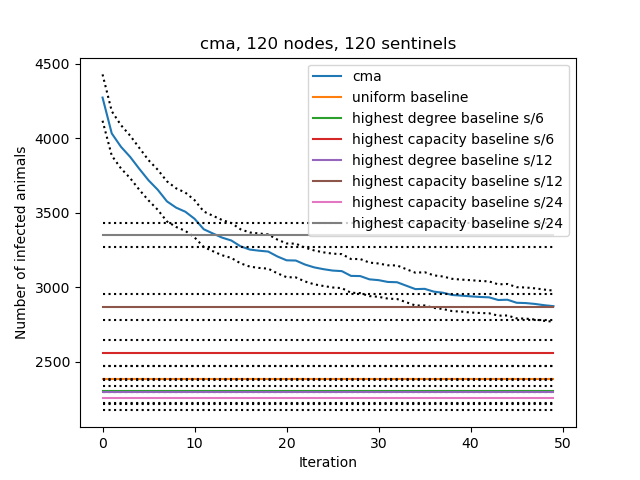 cma, 120 nodes, 120 sentinels
4500
4000
3500
3000
2500
Number of infected animals
cma
uniform baseline
highest degree baseline s/6
highest capacity baseline s/6
highest degree baseline s/12
highest capacity baseline s/12
highest capacity baseline s/24
highest capacity baseline s/24
0
10
20
30
40
50
Iteration